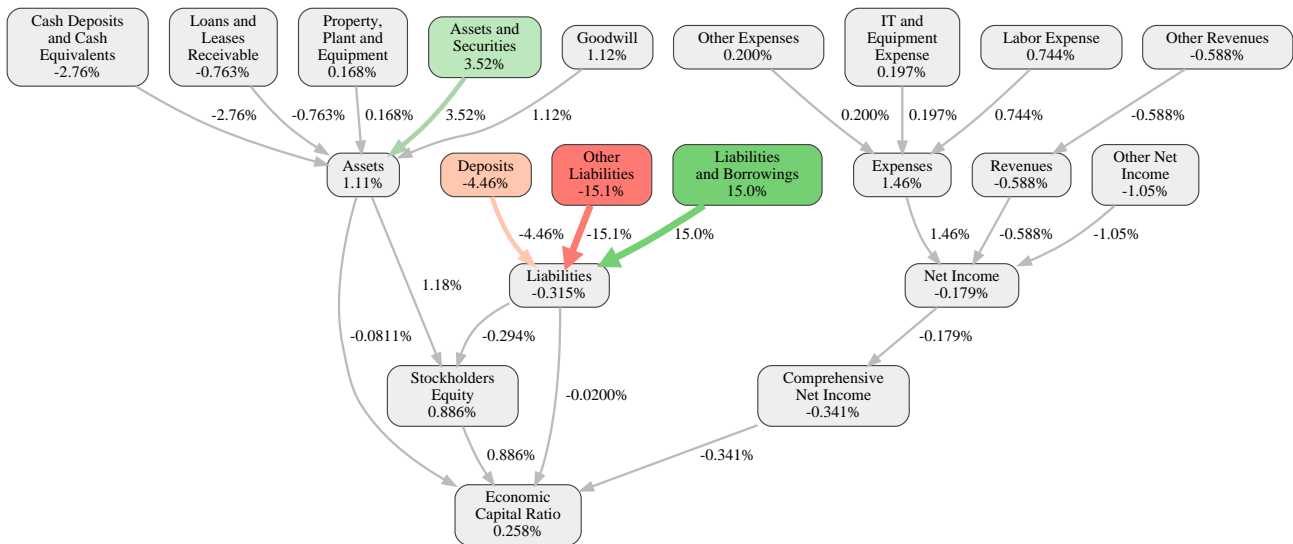 Cash Deposits
and Cash
Equivalents
-2.76%
Loans and
Leases
Receivable
-0.763%
Property,
Plant and
Equipment
0.168%
Assets and
Securities
3.52%
Goodwill
1.12%
Other Expenses
0.200%
IT and
Equipment
Expense
0.197%
Labor Expense
0.744%
Other Revenues
-0.588%
-2.76%
-0.763%
0.168%
3.52%
1.12%
0.200%
0.197%
0.744%
-0.588%
Assets
1.11%
Deposits
-4.46%
Other
Liabilities
-15.1%
Liabilities
and Borrowings
15.0%
Expenses
1.46%
Revenues
-0.588%
Other Net
Income
-1.05%
-4.46%
-15.1%
15.0%
1.46%
-0.588%
-1.05%
Liabilities
-0.315%
Net Income
-0.179%
1.18%
-0.0811%
-0.294%
-0.179%
Stockholders
Equity
0.886%
-0.0200%
Comprehensive
Net Income
-0.341%
0.886%
-0.341%
Economic
Capital Ratio
0.258%